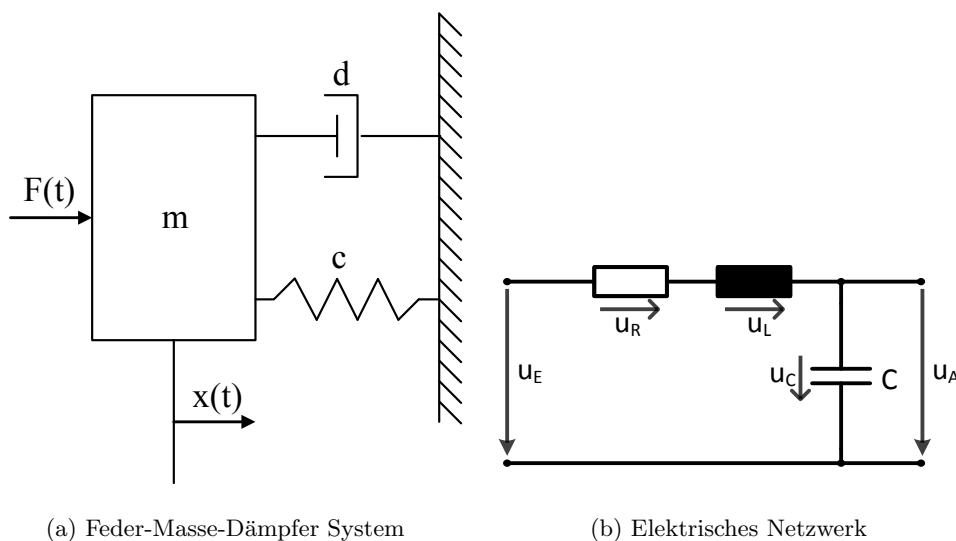 d
F(t)
m
c
x(t)
u_R
u_L
u_E
u_C
C
u_A
(a) Feder-Masse-Dämpfer System
(b) Elektrisches Netzwerk